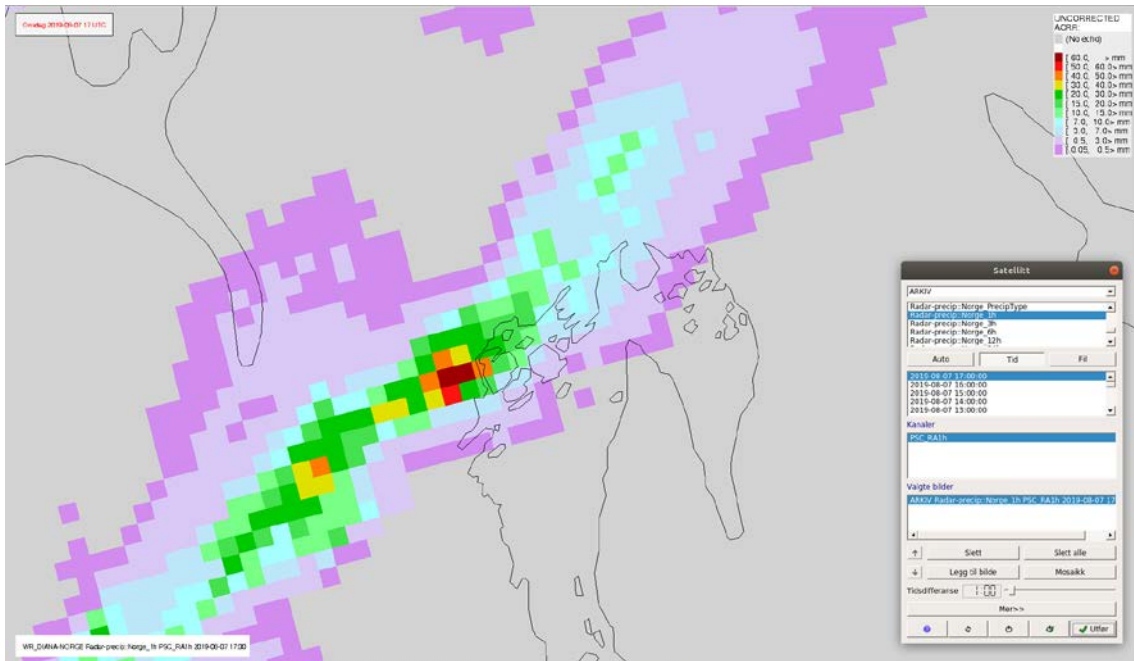 Onsdag 2019-08-07 17 UTC
UNCORRECTED
ACRR:
(No echo)
[ 60.0, > mm
[ 50.0, 60.0> mm
[ 40.0, 50.0> mm
[ 30.0, 40.0> mm
[ 20.0, 30.0> mm
[ 15.0, 20.0> mm
[ 10.0, 15.0> mm
[ 7.0, 10.0> mm
[ 3.0, 7.0> mm
[ 0.5, 3.0> mm
[ 0.05, 0.5> mm
Satellitt
ARKIV
Radar-precip::Norge_PrecipType
Radar-precip::Norge_1h
Radar-precip::Norge_3h
Radar-precip::Norge_6h
Radar-precip::Norge_12h
Auto Tid Fil
2019-08-07 17:00:00
2019-08-07 16:00:00
2019-08-07 15:00:00
2019-08-07 14:00:00
2019-08-07 13:00:00
Kanaler
PSC_RA1h
Valgte bilder
ARKIV Radar-precip::Norge_1h PSC_RA1h 2019-08-07 17
Slett Slett alle
Legg til bilde Mosaikk
Tidsdifferanse 1:00
Mer>>
Utfør
WR_DIANA-NORGE Radar-precip::Norge_1h PSC_RA1h 2019-08-07 17:00